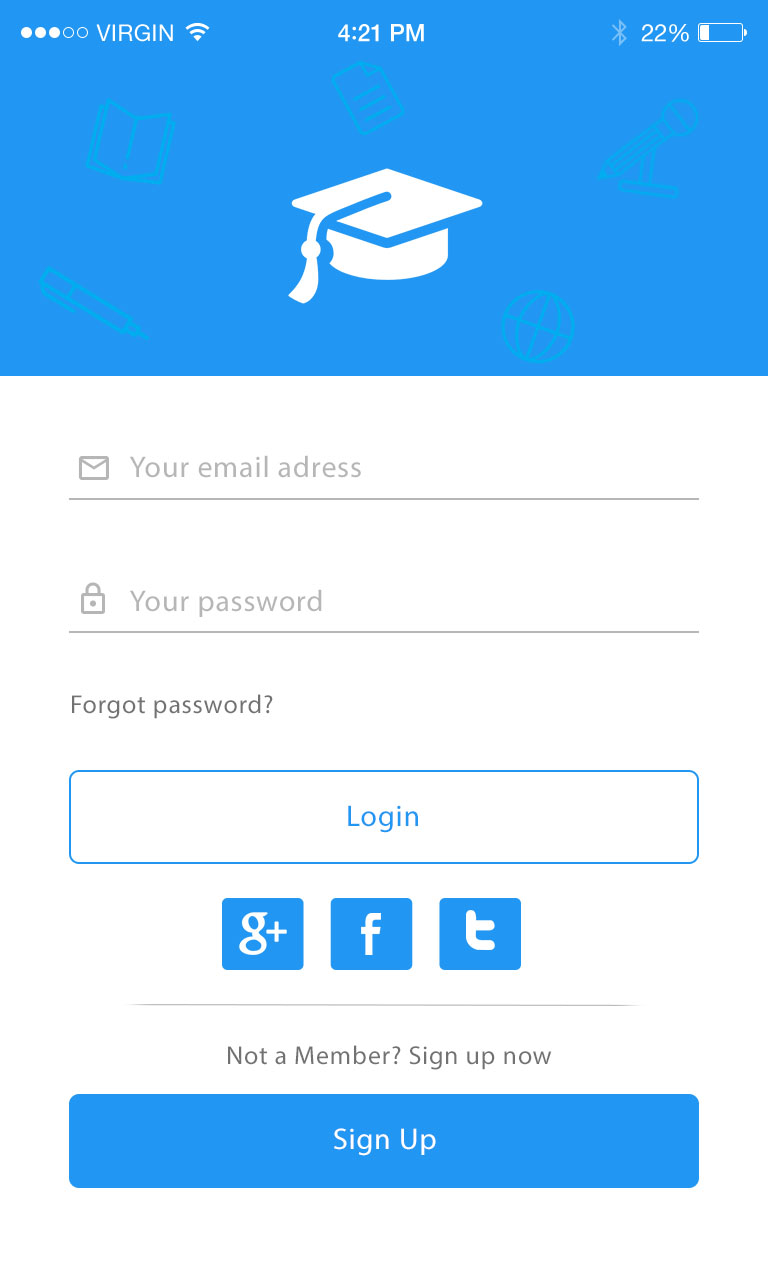 VIRGIN 4:21 PM 22%
Your email adress
Your password
Forgot password?
Login
g+ f t
Not a Member? Sign up now
Sign Up